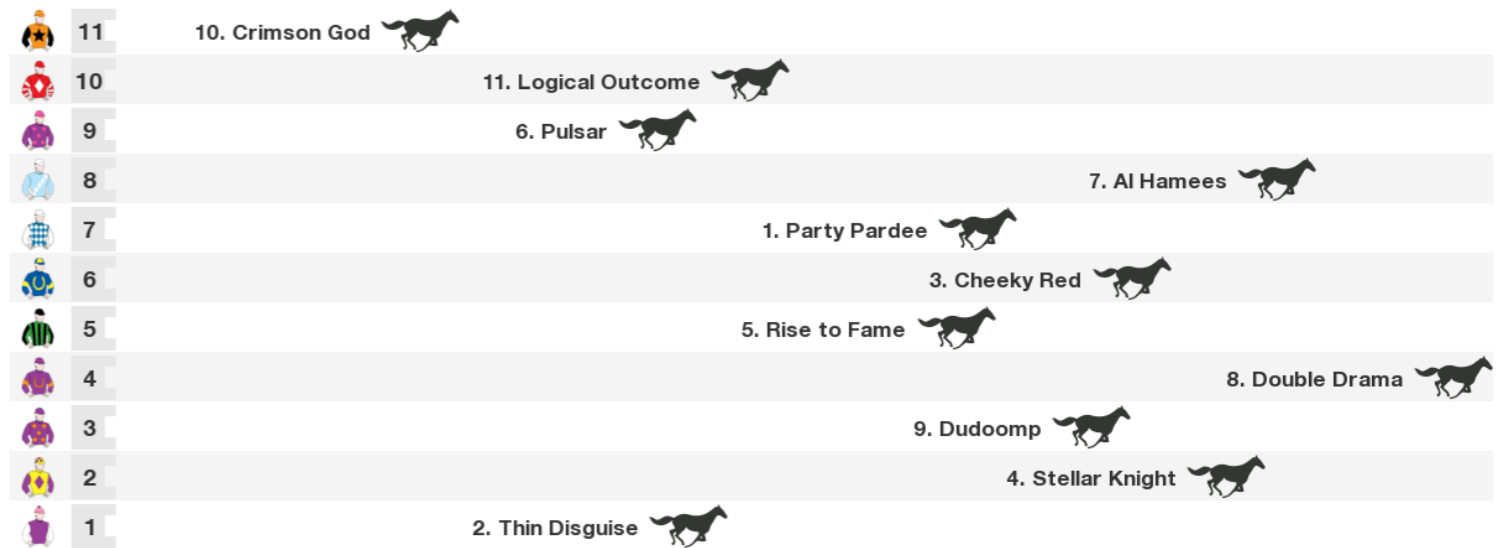 11 10. Crimson God
10 11. Logical Outcome
9 6. Pulsar
8 7. Al Hamees
7 1. Party Pardee
6 3. Cheeky Red
5 5. Rise to Fame
4 8. Double Drama
3 9. Dudoomp
2 4. Stellar Knight
1 2. Thin Disguise